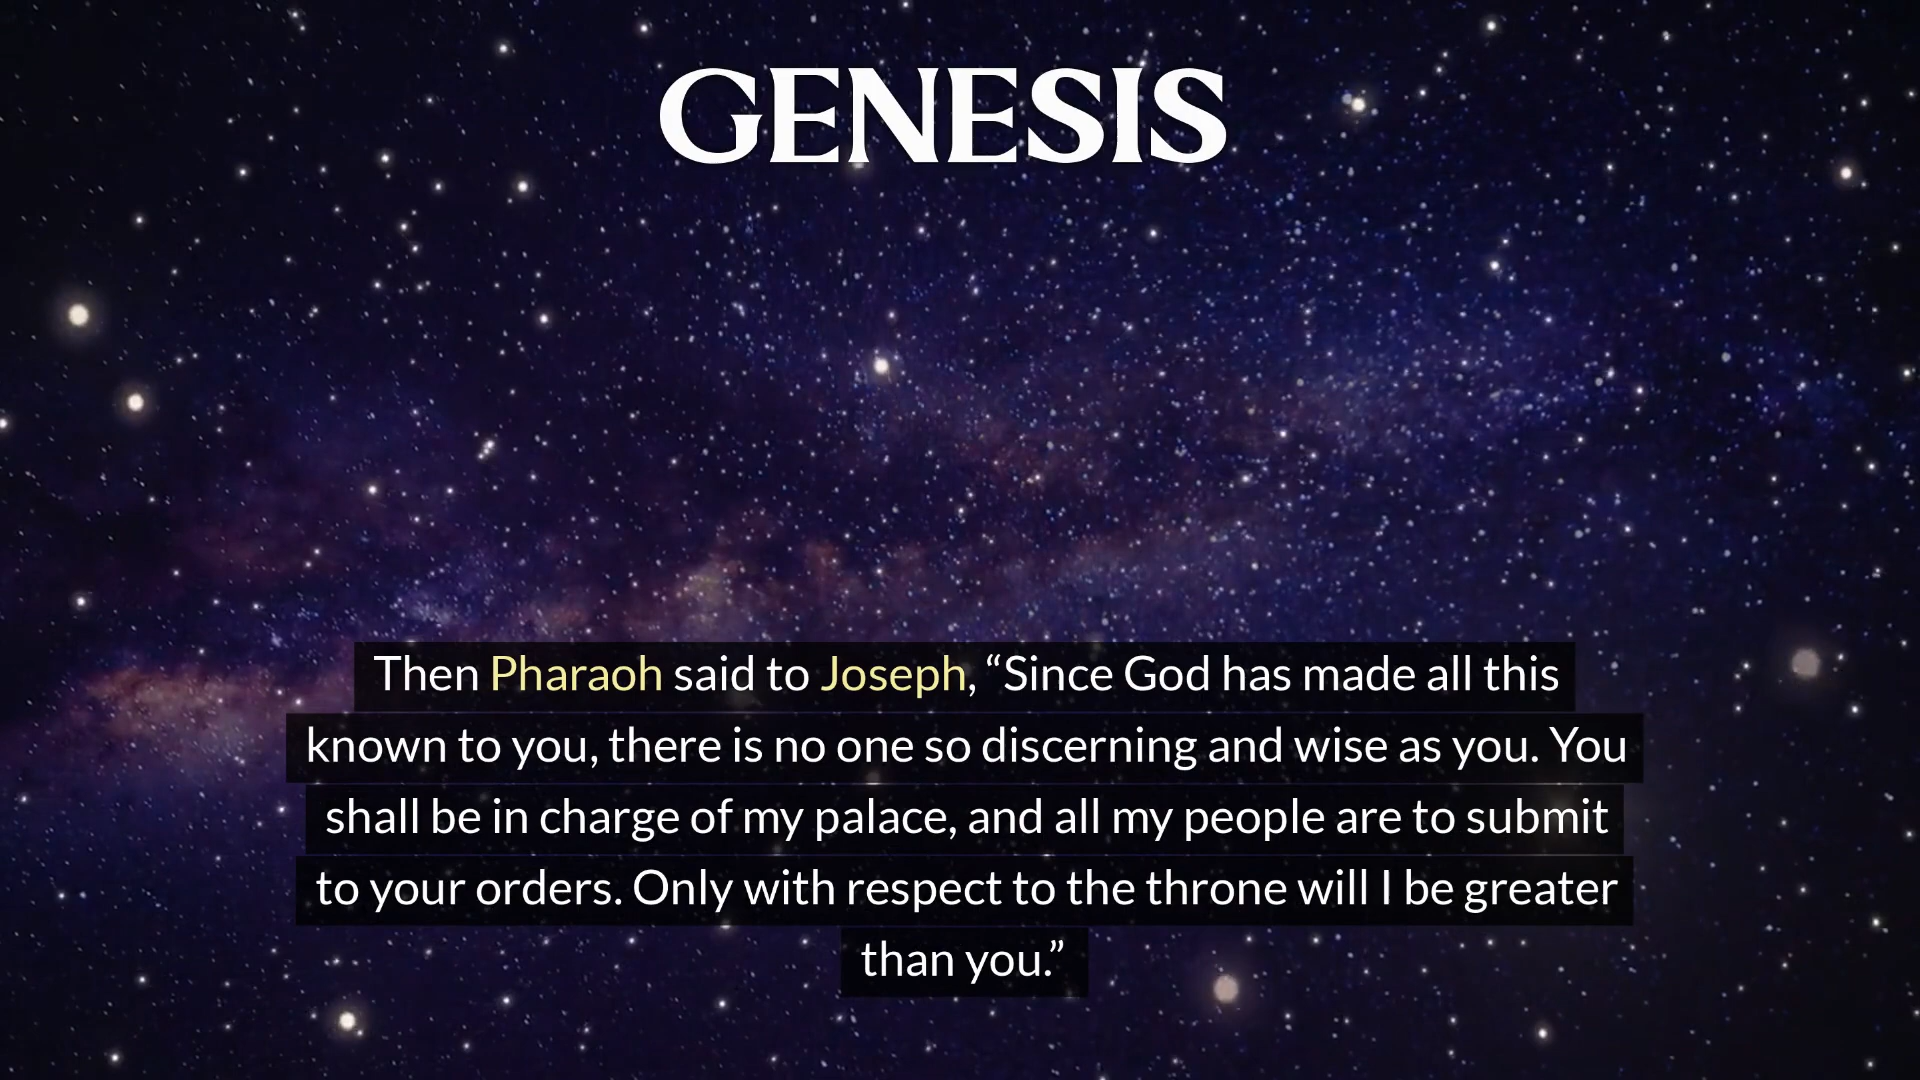 GENESIS
Then Pharaoh said to Joseph, “Since God has made all this
known to you, there is no one so discerning and wise as you. You
shall be in charge of my palace, and all my people are to submit
to your orders. Only with respect to the throne will I be greater
than you.”